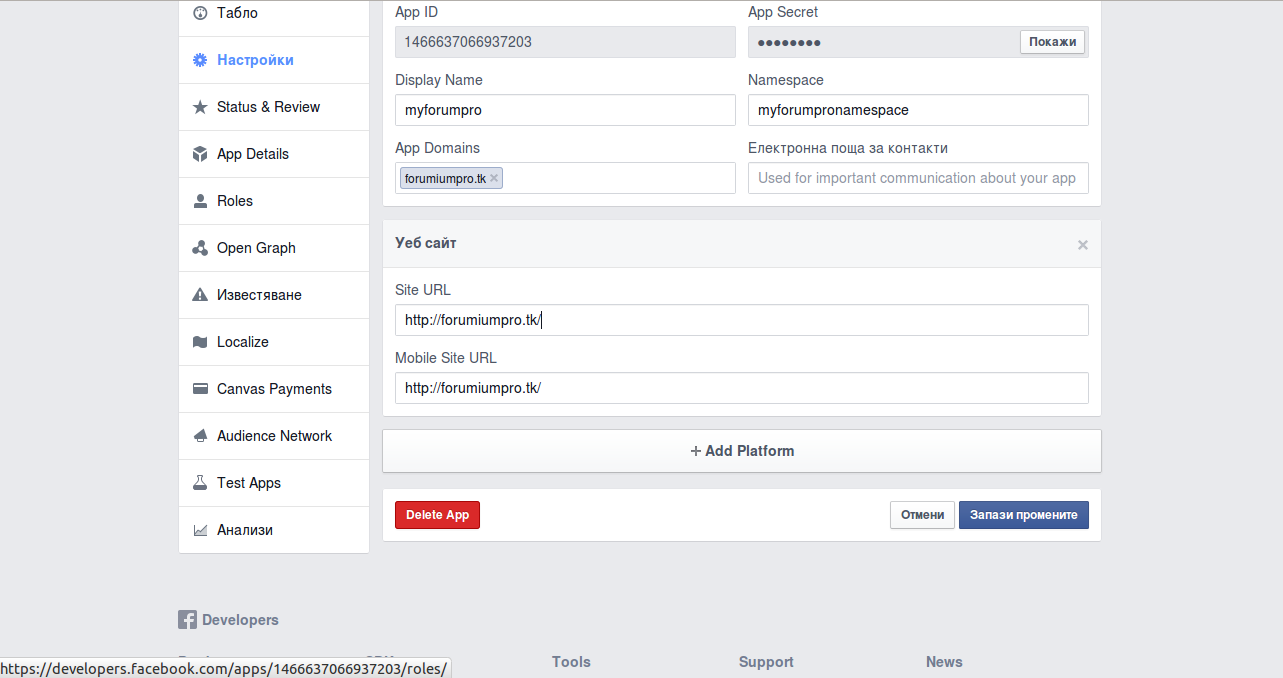 Табло
Настройки
Status & Review
App Details
Roles
Open Graph
Известяване
Localize
Canvas Payments
Audience Network
Test Apps
Анализи
App ID
1466637066937203
App Secret
●●●●●●●●
Покажи
Display Name
myforumpro
Namespace
myforumpronamespace
App Domains
forumiumpro.tk
Електронна поща за контакти
Used for important communication about your app
Уеб сайт
Site URL
http://forumiumpro.tk/
Mobile Site URL
http://forumiumpro.tk/
+ Add Platform
Delete App
Отмени
Запази промените
Developers
Tools
Support
News
https://developers.facebook.com/apps/1466637066937203/roles/